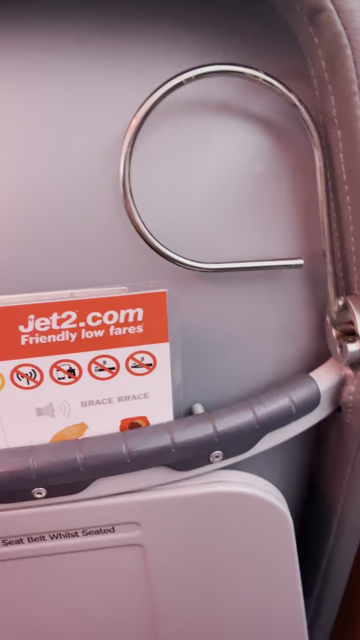 Jet2.com
Friendly low fares
BRACE BRACE
Seat Belt Whilst Seated